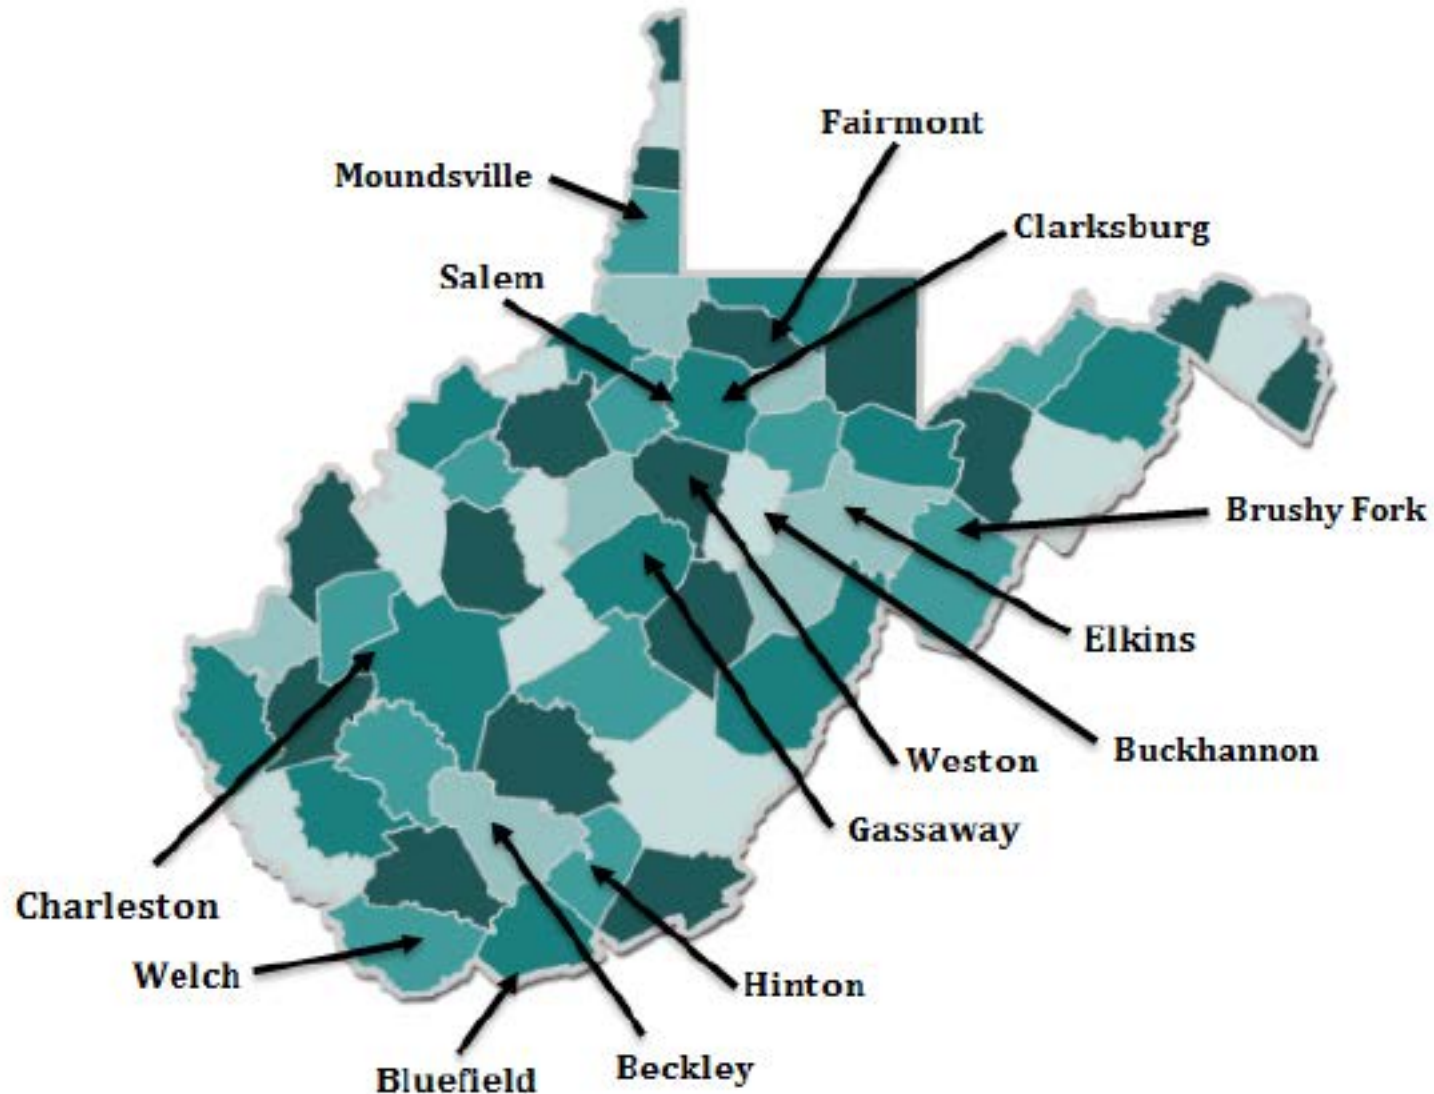 Fairmont
Moundsville
Clarksburg
Salem
Brushy Fork
Elkins
Buckhannon
Weston
Gassaway
Charleston
Welch
Hinton
Beckley
Bluefield